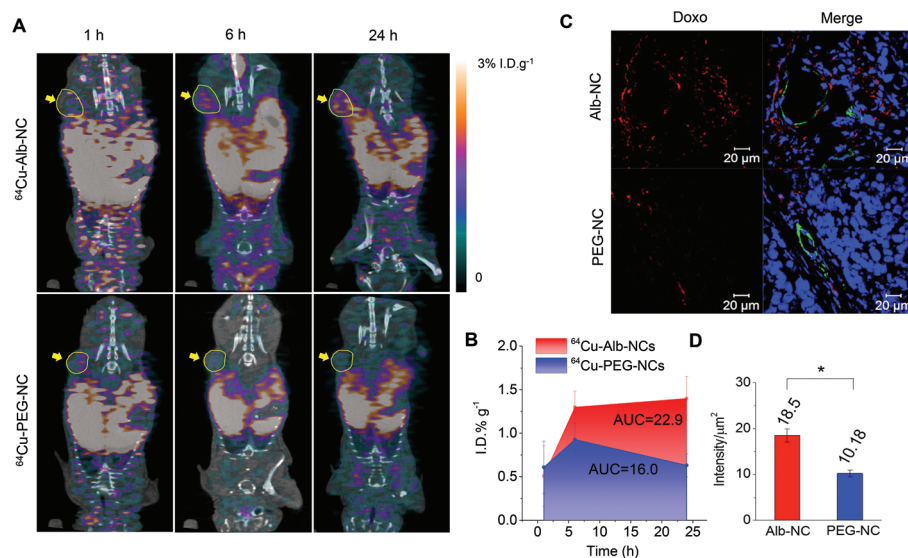 A
1 h
6 h
24 h
⁶⁴Cu-Alb-NC
⁶⁴Cu-PEG-NC
3% I.D.g⁻¹
0
C
Doxo
Merge
Alb-NC
20 µm
20 µm
PEG-NC
20 µm
20 µm
B
⁶⁴Cu-Alb-NCs
⁶⁴Cu-PEG-NCs
I.D.% g⁻¹
2.0
1.5
1.0
0.5
0.0
AUC=22.9
AUC=16.0
0 5 10 15 20 25
Time (h)
D
*
Intensity/µm²
30
20
10
0
18.5
10.18
Alb-NC
PEG-NC